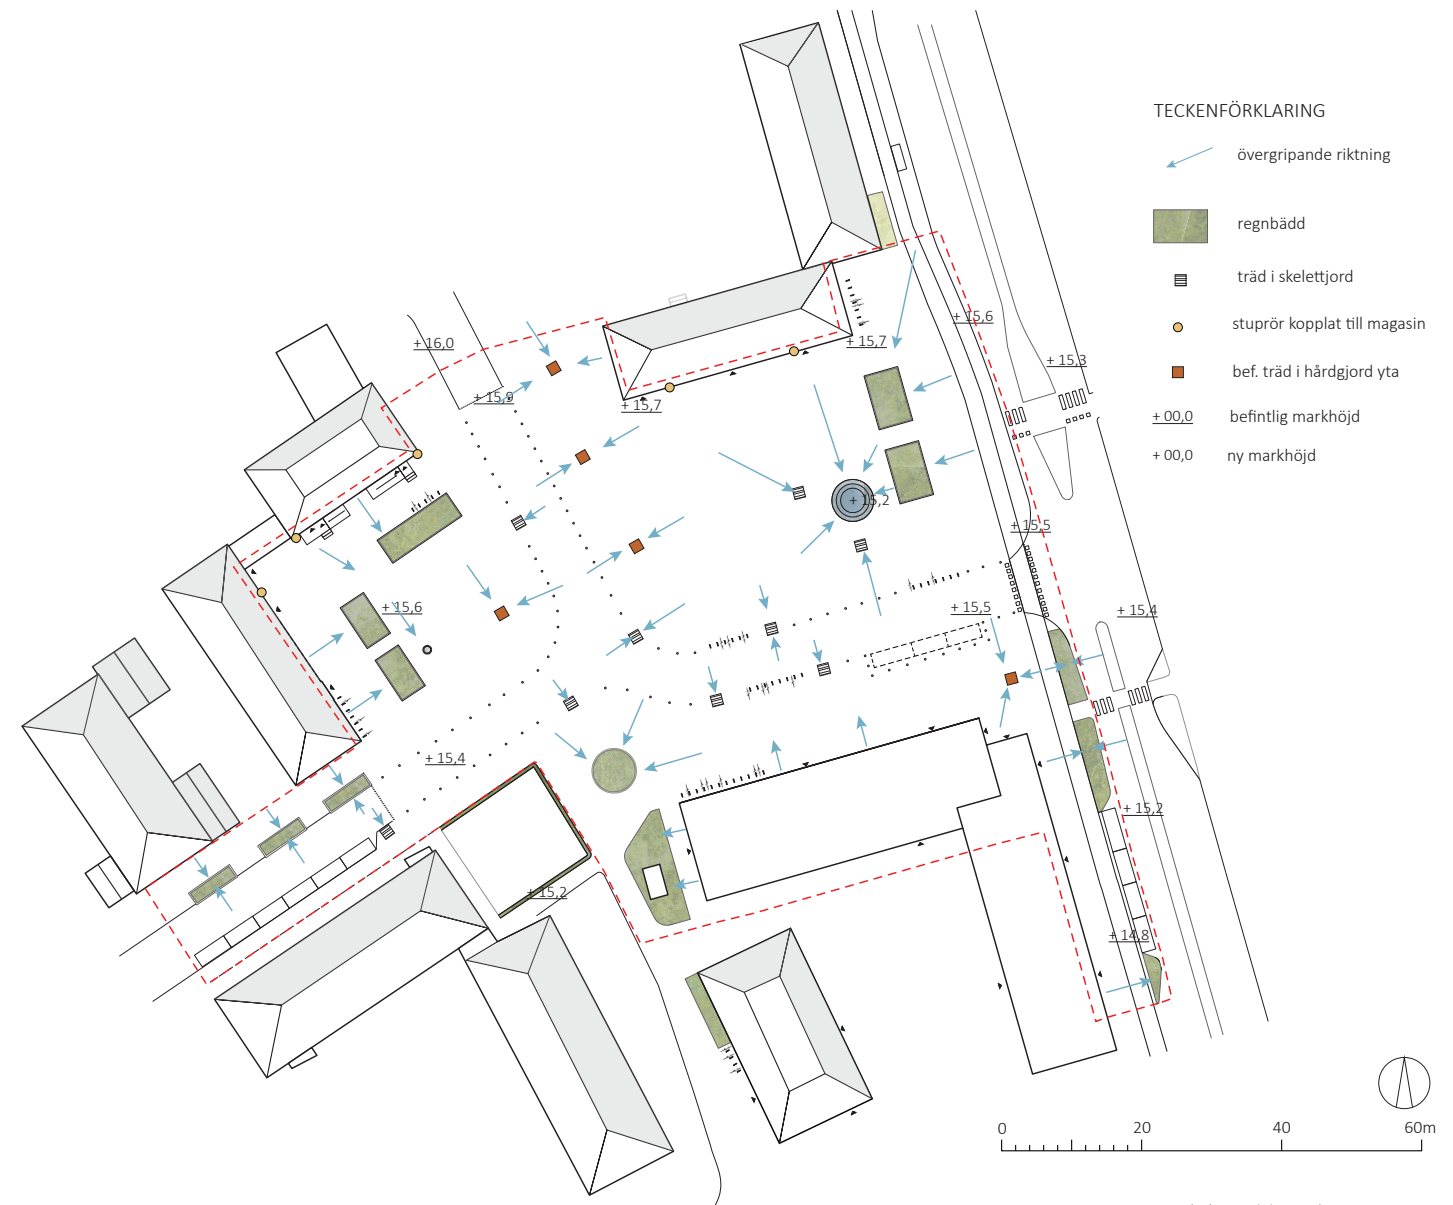 TECKENFÖRKLARING
övergripande riktning
regnbädd
träd i skelettjord
stuprör kopplat till magasin
bef. träd i hårdgjord yta
+ 00,0 befintlig markhöjd
+ 00,0 ny markhöjd
+ 15,6
+ 16,0
+ 15,7
+ 15,3
+ 15,9
+ 15,7
+ 15,2
+ 15,5
+ 15,6
+ 15,5
+ 15,4
+ 15,4
+ 15,2
+ 15,2
+ 14,8
0 20 40 60m